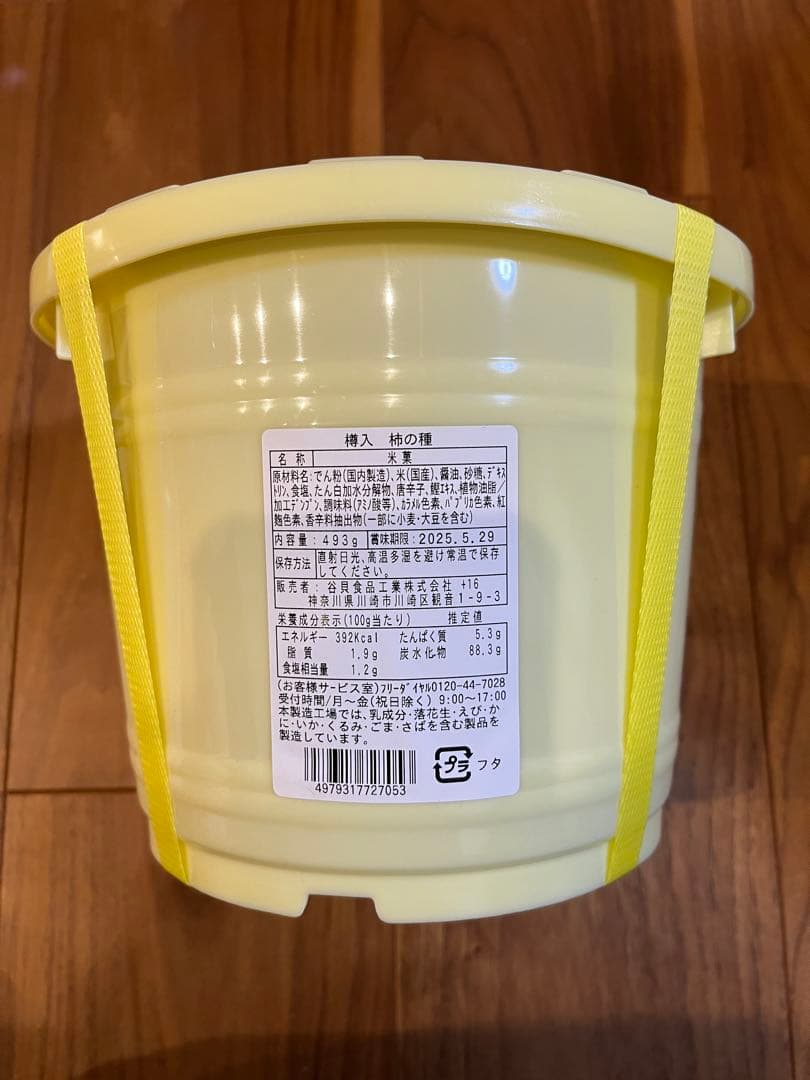 樽入 柿の種
名 称 米 菓
原材料名:でん粉(国内製造)、米(国産)、醤油、砂糖、デキス
トリン、食塩、たん白加水分解物、唐辛子、鰹エキス、植物油脂/
加工デンプン、調味料(アミノ酸等)、カラメル色素、パプリカ色素、紅
麹色素、香辛料抽出物(一部に小麦・大豆を含む)
内容量:493g 賞味期限:2025.5.29
保存方法 直射日光、高温多湿を避け常温で保存
してください。
販売者:谷貝食品工業株式会社 +16
神奈川県川崎市川崎区観音1-9-3
栄養成分表示(100g当たり) 推定値
エネルギー 392Kcal たんぱく質 5.3g
脂 質 1.9g 炭水化物 88.3g
食塩相当量 1.2g
(お客様サービス室)フリーダイヤル0120-44-7028
受付時間/月~金(祝日除く)9:00~17:00
本製造工場では、乳成分・落花生・えび・か
に・いか・くるみ・ごま・さばを含む製品を
製造しています。
プラ フタ
4979317727053